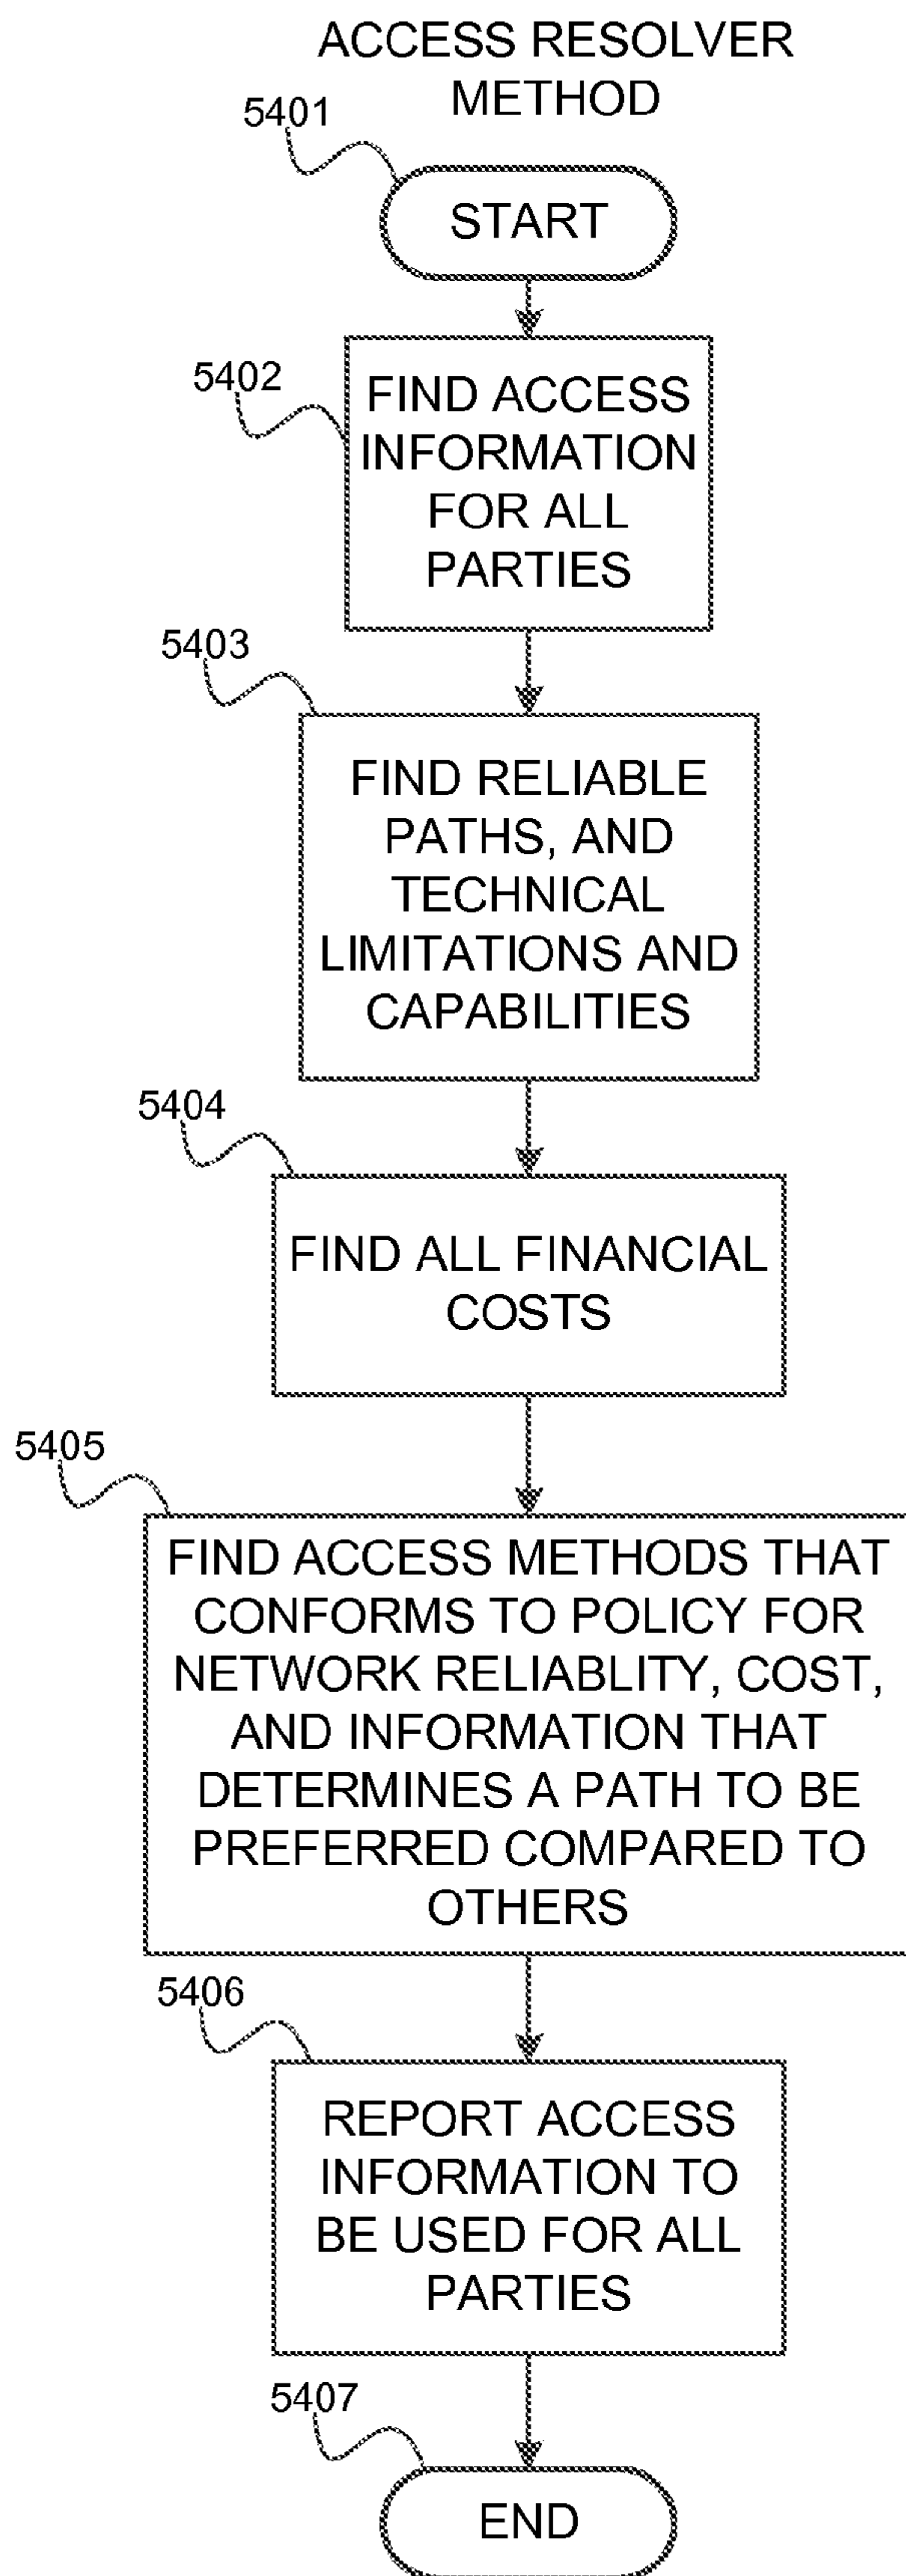 ACCESS RESOLVER
METHOD
5401
START
5402
FIND ACCESS
INFORMATION
FOR ALL
PARTIES
5403
FIND RELIABLE
PATHS, AND
TECHNICAL
LIMITATIONS AND
CAPABILITIES
5404
FIND ALL FINANCIAL
COSTS
5405
FIND ACCESS METHODS THAT
CONFORMS TO POLICY FOR
NETWORK RELIABLITY, COST,
AND INFORMATION THAT
DETERMINES A PATH TO BE
PREFERRED COMPARED TO
OTHERS
5406
REPORT ACCESS
INFORMATION TO
BE USED FOR ALL
PARTIES
5407
END